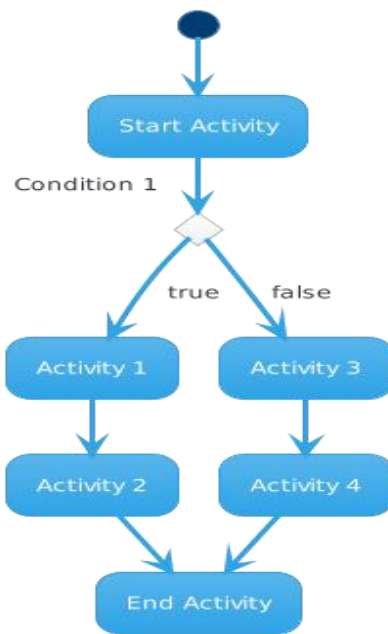 Start Activity
Condition 1
true
false
Activity 1
Activity 3
Activity 2
Activity 4
End Activity